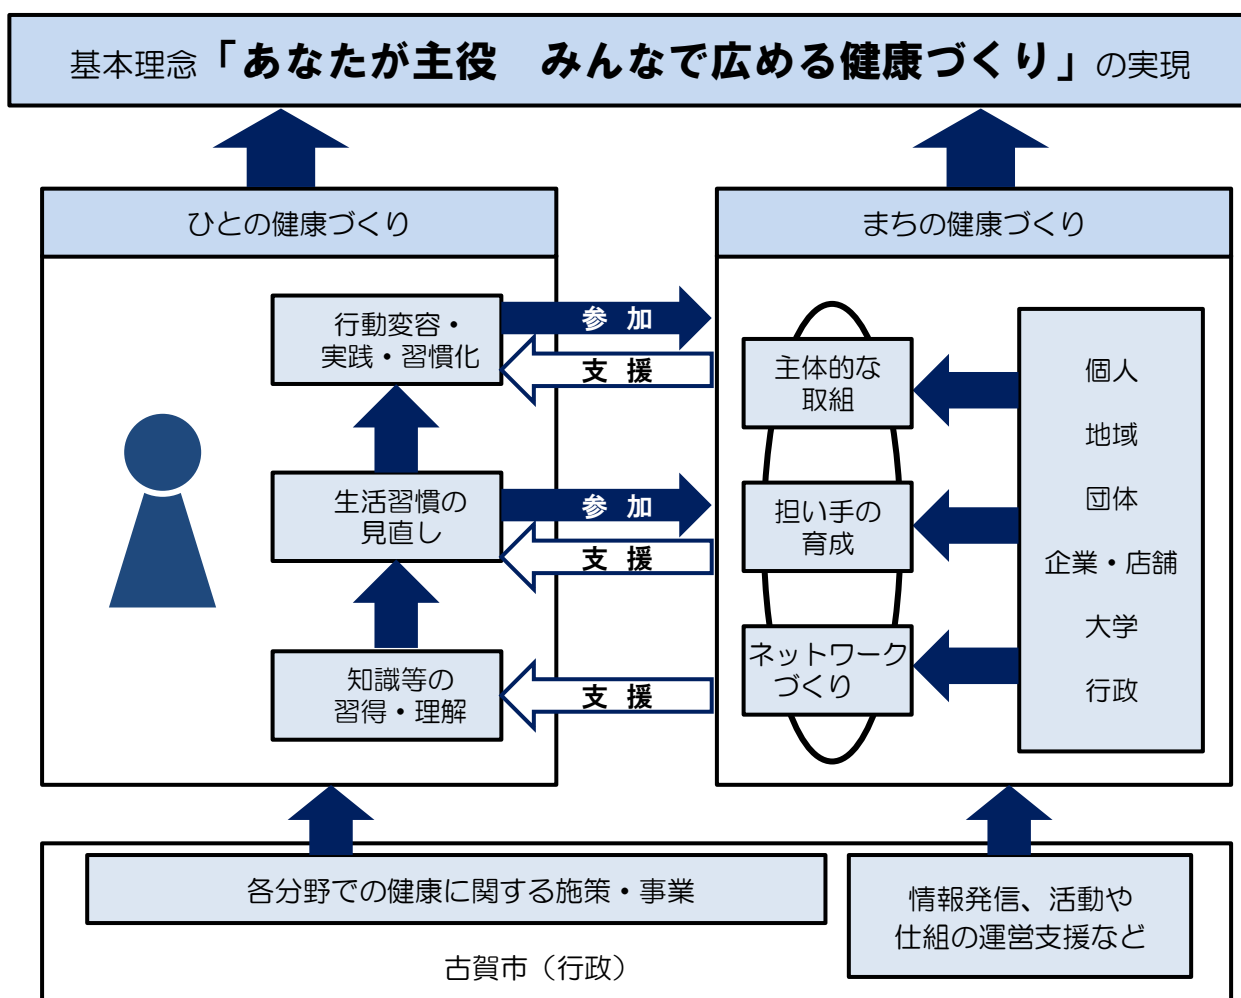 基本理念「あなたが主役　みんなで広める健康づくり」の実現
ひとの健康づくり
行動変容・
実践・習慣化
生活習慣の
見直し
知識等の
習得・理解
参 加
支 援
参 加
支 援
支 援
まちの健康づくり
主体的な
取組
担い手の
育成
ネットワーク
づくり
個人
地域
団体
企業・店舗
大学
行政
各分野での健康に関する施策・事業
情報発信、活動や
仕組の運営支援など
古賀市（行政）